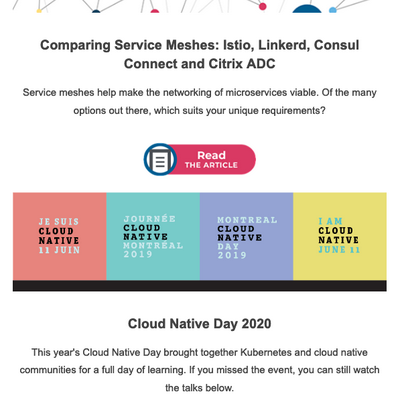 Comparing Service Meshes: Istio, Linkerd, Consul
Connect and Citrix ADC
Service meshes help make the networking of microservices viable. Of the many
options out there, which suits your unique requirements?
Read
THE ARTICLE
JE SUIS
CLOUD
NATIVE
11 JUIN
JOURNÉE
CLOUD
NATIVE
MONTRÉAL
2019
MONTREAL
CLOUD
NATIVE
DAY
2019
I AM
CLOUD
NATIVE
JUNE 11
Cloud Native Day 2020
This year's Cloud Native Day brought together Kubernetes and cloud native
communities for a full day of learning. If you missed the event, you can still watch
the talks below.